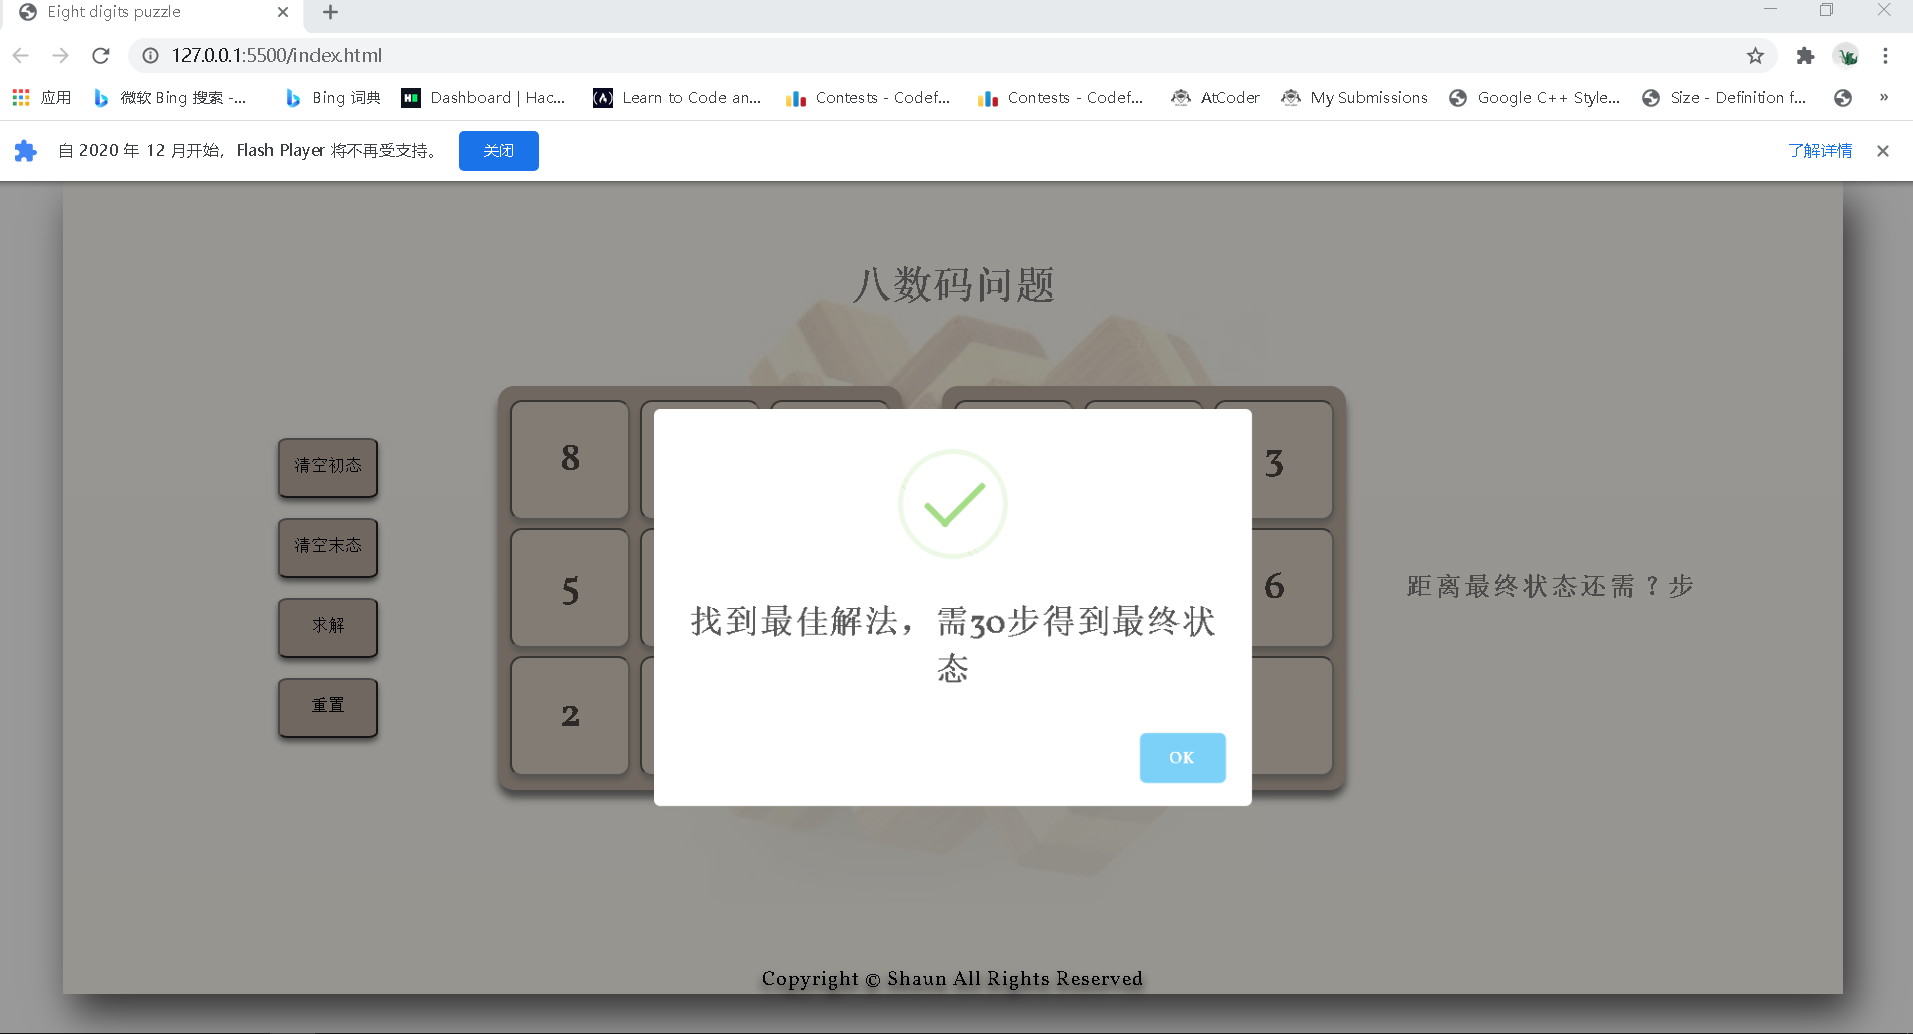 Eight digits puzzle
127.0.0.1:5500/index.html
应用 微软 Bing 搜索 -... Bing 词典 Dashboard | Hac... Learn to Code an... Contests - Codef... Contests - Codef... AtCoder My Submissions Google C++ Style... Size - Definition f... »
自 2020 年 12 月开始，Flash Player 将不再受支持。 关闭 了解详情
八数码问题
8 3
清空初态
清空末态
5 6
距离最终状态还需？步
找到最佳解法，需30步得到最终状
态
求解
重置
2
OK
Copyright © Shaun All Rights Reserved